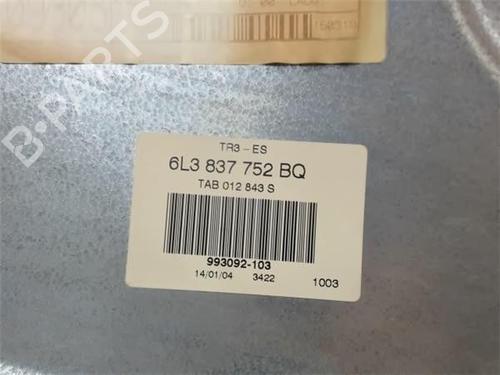 B-PARTS
TR3-ES
6L3 837 752 BQ
TAB 012 843 S
993092-103
14/01/04 3422 1003